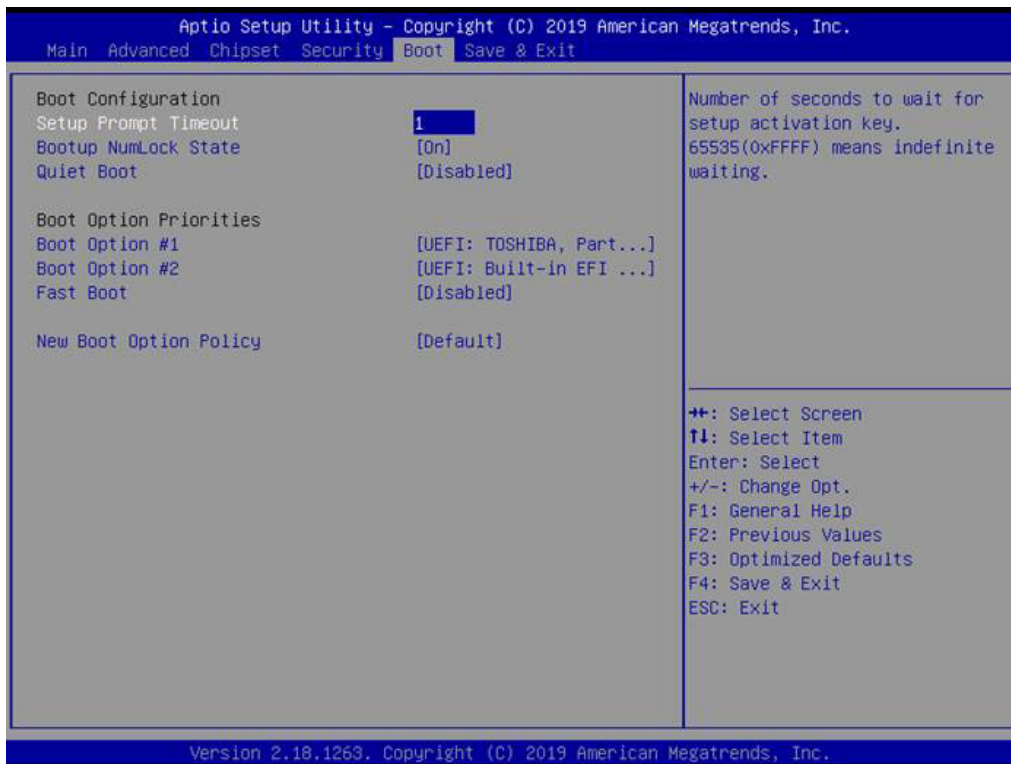 Aptio Setup Utility – Copyright (C) 2019 American Megatrends, Inc.
Main Advanced Chipset Security Boot Save & Exit
Boot Configuration
Setup Prompt Timeout 1
Bootup NumLock State [On]
Quiet Boot [Disabled]
Boot Option Priorities
Boot Option #1 [UEFI: TOSHIBA, Part...]
Boot Option #2 [UEFI: Built-in EFI ...]
Fast Boot [Disabled]
New Boot Option Policy [Default]
Number of seconds to wait for
setup activation key.
65535(0xFFFF) means indefinite
waiting.
→←: Select Screen
↑↓: Select Item
Enter: Select
+/-: Change Opt.
F1: General Help
F2: Previous Values
F3: Optimized Defaults
F4: Save & Exit
ESC: Exit
Version 2.18.1263. Copyright (C) 2019 American Megatrends, Inc.